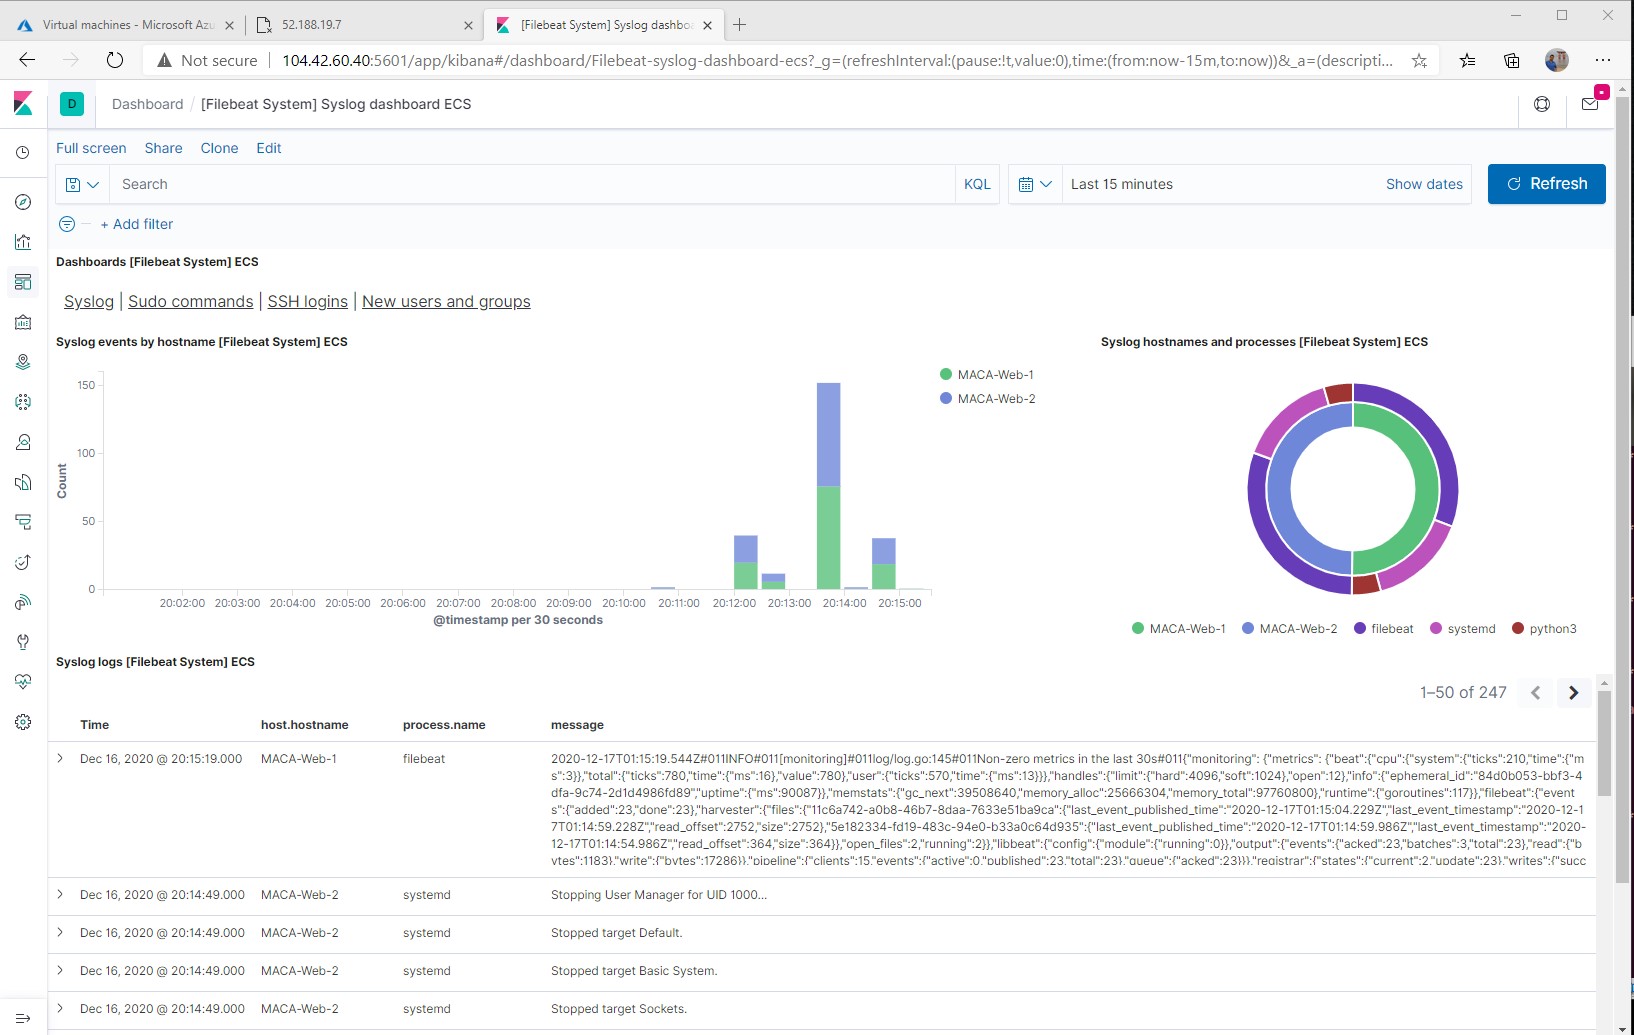 Virtual machines - Microsoft Azu
52.188.19.7
[Filebeat System] Syslog dashbo
Not secure
104.42.60.40:5601/app/kibana#/dashboard/Filebeat-syslog-dashboard-ecs?_g=(refreshInterval:(pause:!t,value:0),time:(from:now-15m,to:now))&_a=(descripti...
D
Dashboard / [Filebeat System] Syslog dashboard ECS
Full screen Share Clone Edit
Search KQL Last 15 minutes Show dates Refresh
+ Add filter
Dashboards [Filebeat System] ECS
Syslog | Sudo commands | SSH logins | New users and groups
Syslog events by hostname [Filebeat System] ECS
150
100
50
0
Count
20:02:00 20:03:00 20:04:00 20:05:00 20:06:00 20:07:00 20:08:00 20:09:00 20:10:00 20:11:00 20:12:00 20:13:00 20:14:00 20:15:00
@timestamp per 30 seconds
MACA-Web-1
MACA-Web-2
Syslog hostnames and processes [Filebeat System] ECS
MACA-Web-1 MACA-Web-2 filebeat systemd python3
Syslog logs [Filebeat System] ECS
1–50 of 247
Time host.hostname process.name message
Dec 16, 2020 @ 20:15:19.000 MACA-Web-1 filebeat 2020-12-17T01:15:19.544Z#011INFO#011[monitoring]#011log/log.go:145#011Non-zero metrics in the last 30s#011{"monitoring": {"metrics": {"beat":{"cpu":{"system":{"ticks":210,"time":{"m
s":3}},"total":{"ticks":780,"time":{"ms":16},"value":780},"user":{"ticks":570,"time":{"ms":13}}},"handles":{"limit":{"hard":4096,"soft":1024},"open":12},"info":{"ephemeral_id":"84d0b053-bbf3-4
dfa-9c74-2d1d4986fd89","uptime":{"ms":90087}},"memstats":{"gc_next":39508640,"memory_alloc":25666304,"memory_total":97760800},"runtime":{"goroutines":117}},"filebeat":{"event
s":{"added":23,"done":23},"harvester":{"files":{"11c6a742-a0b8-46b7-8daa-7633e51ba9ca":{"last_event_published_time":"2020-12-17T01:15:04.229Z","last_event_timestamp":"2020-12-1
7T01:14:59.228Z","read_offset":2752,"size":2752},"5e182334-fd19-483c-94e0-b33a0c64d935":{"last_event_published_time":"2020-12-17T01:14:59.986Z","last_event_timestamp":"2020-12-
17T01:14:54.986Z","read_offset":364,"size":364}},"open_files":2,"running":2}},"libbeat":{"config":{"module":{"running":0}},"output":{"events":{"acked":23,"batches":3,"total":23},"read":{"b
ytes":1183},"write":{"bytes":17286}},"pipeline":{"clients":15,"events":{"active":0,"published":23,"total":23},"queue":{"acked":23}}},"registrar":{"states":{"current":2,"update":23},"writes":{"succ
Dec 16, 2020 @ 20:14:49.000 MACA-Web-2 systemd Stopping User Manager for UID 1000...
Dec 16, 2020 @ 20:14:49.000 MACA-Web-2 systemd Stopped target Default.
Dec 16, 2020 @ 20:14:49.000 MACA-Web-2 systemd Stopped target Basic System.
Dec 16, 2020 @ 20:14:49.000 MACA-Web-2 systemd Stopped target Sockets.